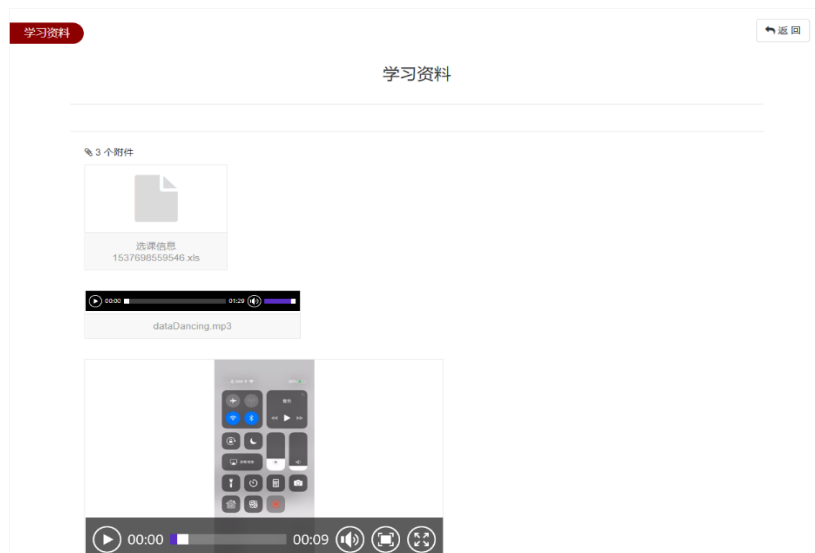 学习资料
返 回
学习资料
3 个附件
选课信息
1537698559546.xls
00:00
01:29
dataDancing.mp3
00:00
00:09